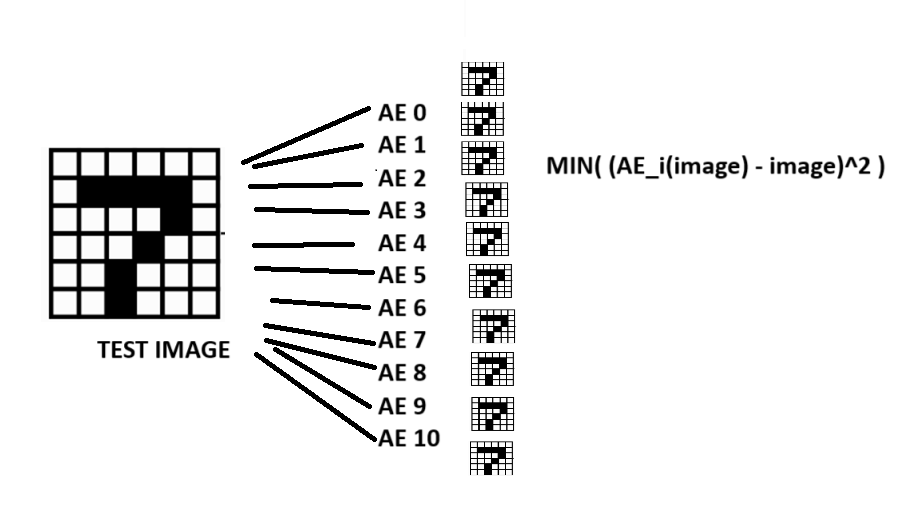 AE 0
AE 1
AE 2
MIN( (AE_i(image) - image)^2 )
AE 3
AE 4
AE 5
AE 6
AE 7
TEST IMAGE
AE 8
AE 9
AE 10